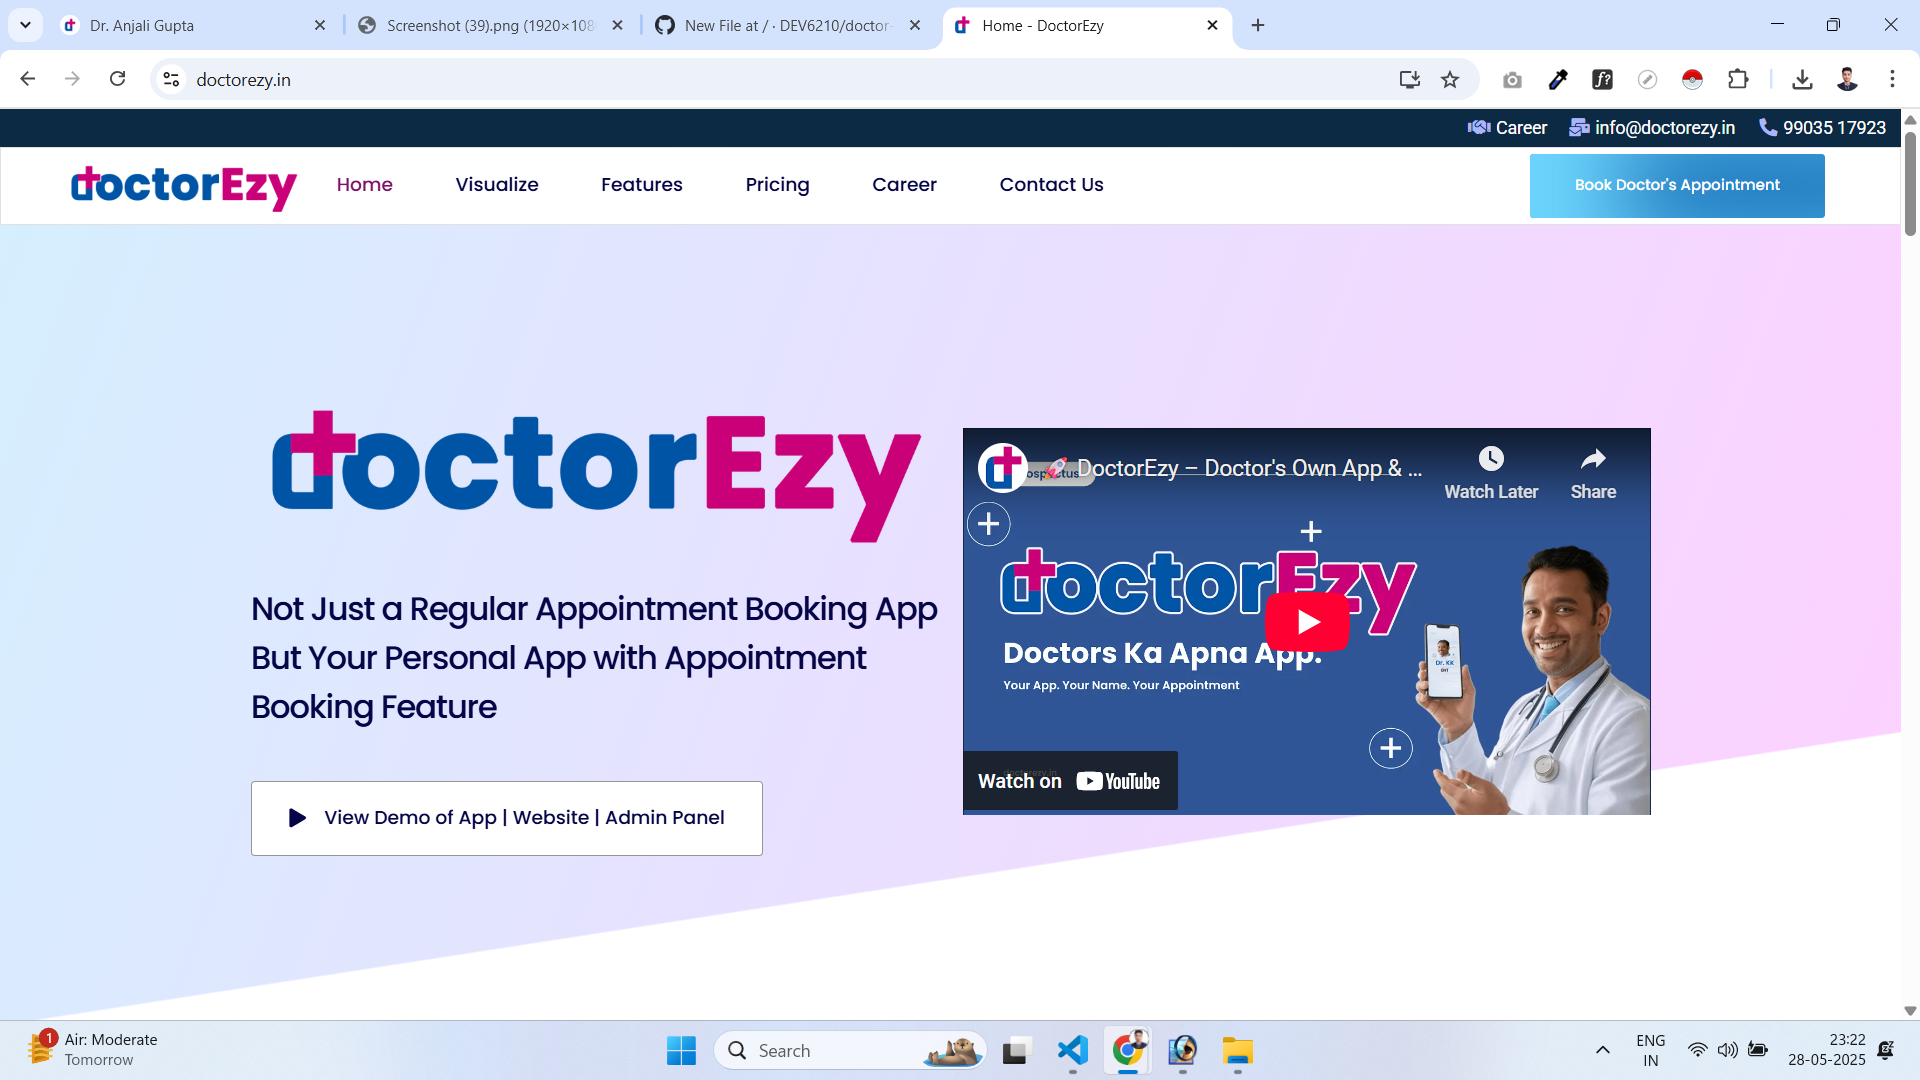 Dr. Anjali Gupta
Screenshot (39).png (1920×108
New File at / · DEV6210/doctor-
Home - DoctorEzy
doctorezy.in
Career
info@doctorezy.in
99035 17923
doctorEzy
Home
Visualize
Features
Pricing
Career
Contact Us
Book Doctor's Appointment
doctorEzy
Not Just a Regular Appointment Booking App
But Your Personal App with Appointment
Booking Feature
View Demo of App | Website | Admin Panel
DoctorEzy – Doctor's Own App & ...
Watch Later
Share
doctorEzy
Doctors Ka Apna App.
Your App. Your Name. Your Appointment
Dr. KK
ENT
Watch on YouTube
1
Air: Moderate
Tomorrow
Search
ENG
IN
23:22
28-05-2025